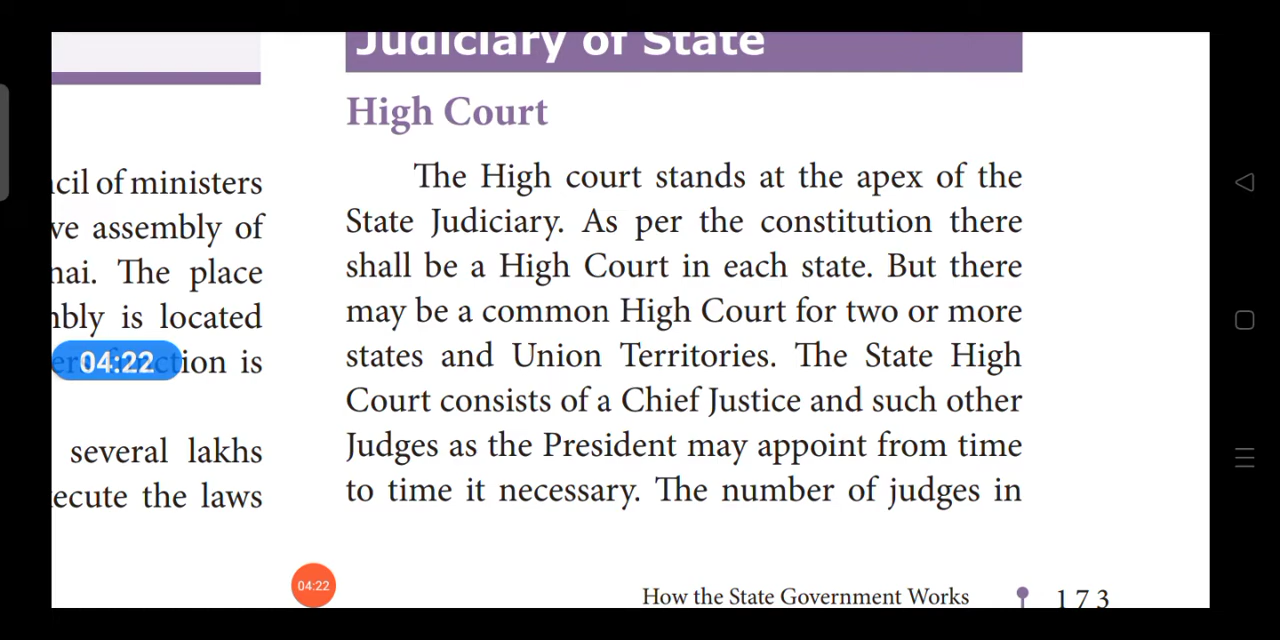 cil of ministers
ve assembly of
nai. The place
bly is located
04:22
tion is
several lakhs
ecute the laws
Judiciary of State
High Court
The High court stands at the apex of the
State Judiciary. As per the constitution there
shall be a High Court in each state. But there
may be a common High Court for two or more
states and Union Territories. The State High
Court consists of a Chief Justice and such other
Judges as the President may appoint from time
to time it necessary. The number of judges in
04:22
How the State Government Works
173